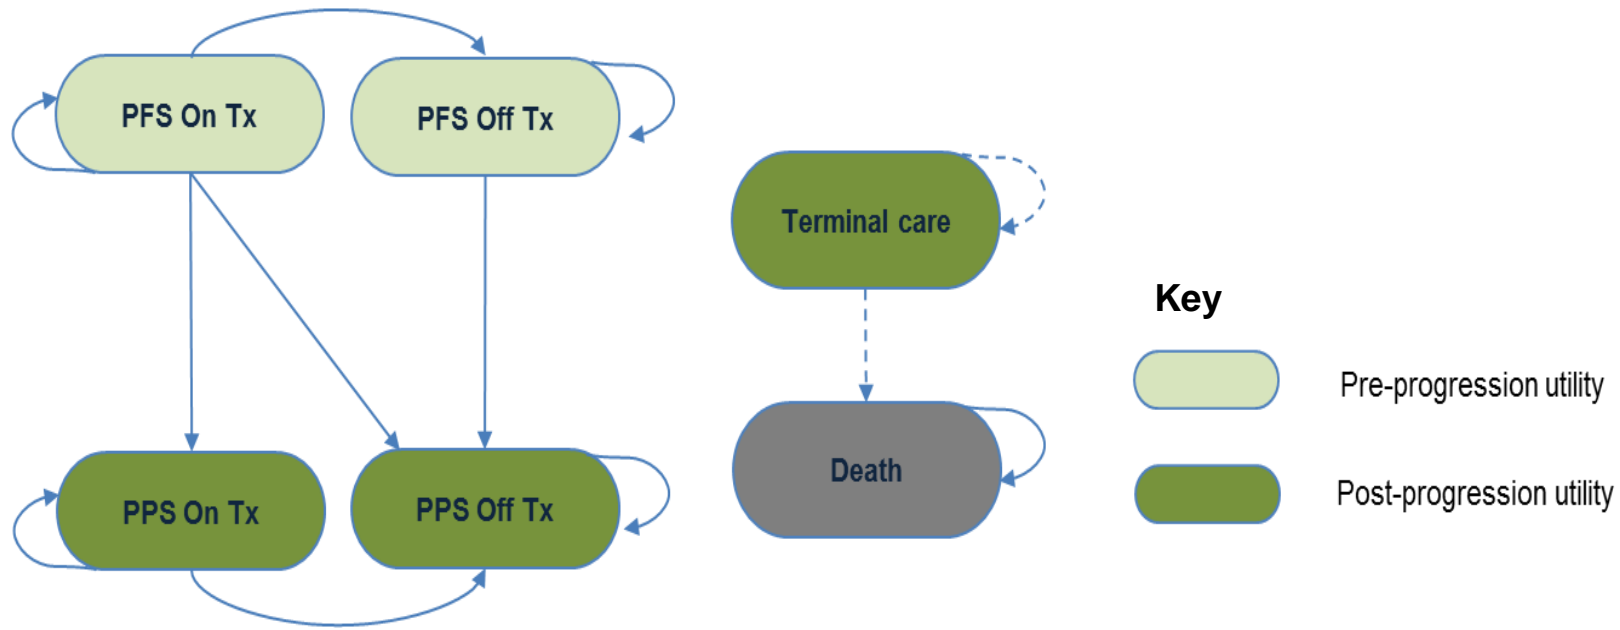 PFS On Tx
PFS Off Tx
Terminal care
Key
Pre-progression utility
Death
Post-progression utility
PPS On Tx
PPS Off Tx